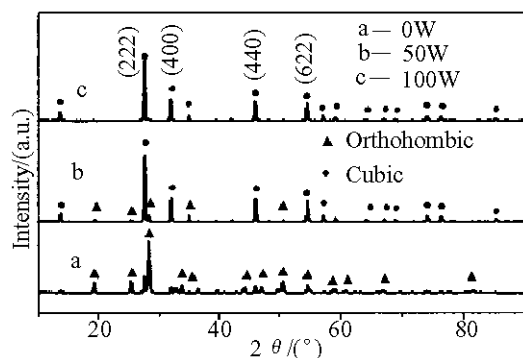 (222)
(400)
(440)
(622)
a— 0W
b— 50W
c— 100W
c
▲ Orthohombic
• Cubic
b
a
Intensity/(a.u.)
20 40 60 80
2 θ/(°)